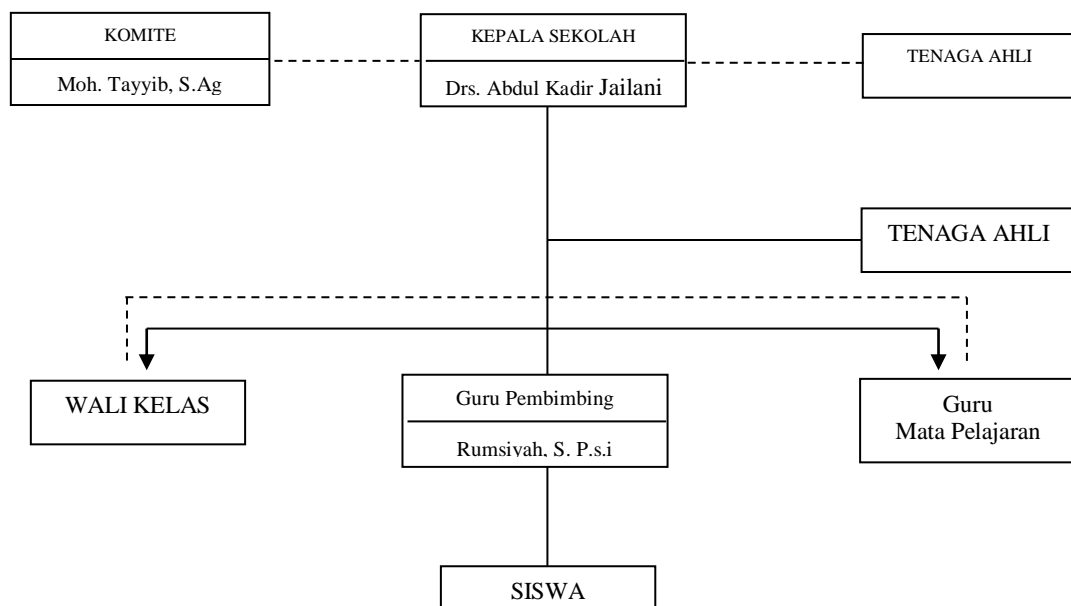 KOMITE
Moh. Tayyib, S.Ag
KEPALA SEKOLAH
Drs. Abdul Kadir Jailani
TENAGA AHLI
TENAGA AHLI
WALI KELAS
Guru Pembimbing
Rumsiyah, S. P.s.i
Guru
Mata Pelajaran
SISWA